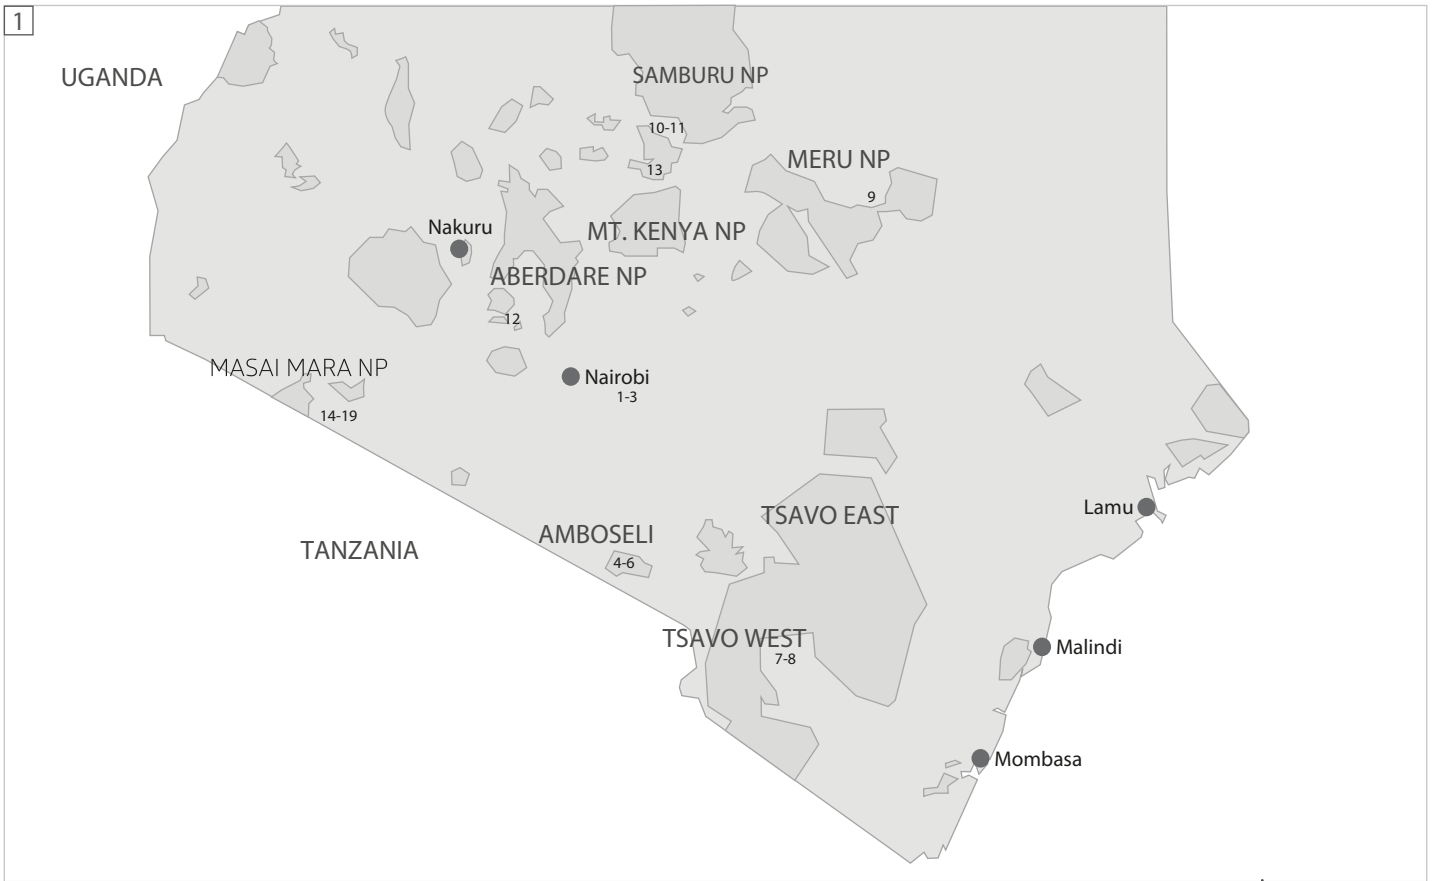 1
UGANDA
SAMBURU NP
10-11
13
MERU NP
9
Nakuru
MT. KENYA NP
ABERDARE NP
12
MASAI MARA NP
14-19
Nairobi
1-3
Lamu
TSAVO EAST
AMBOSELI
4-6
TANZANIA
TSAVO WEST
7-8
Malindi
Mombasa